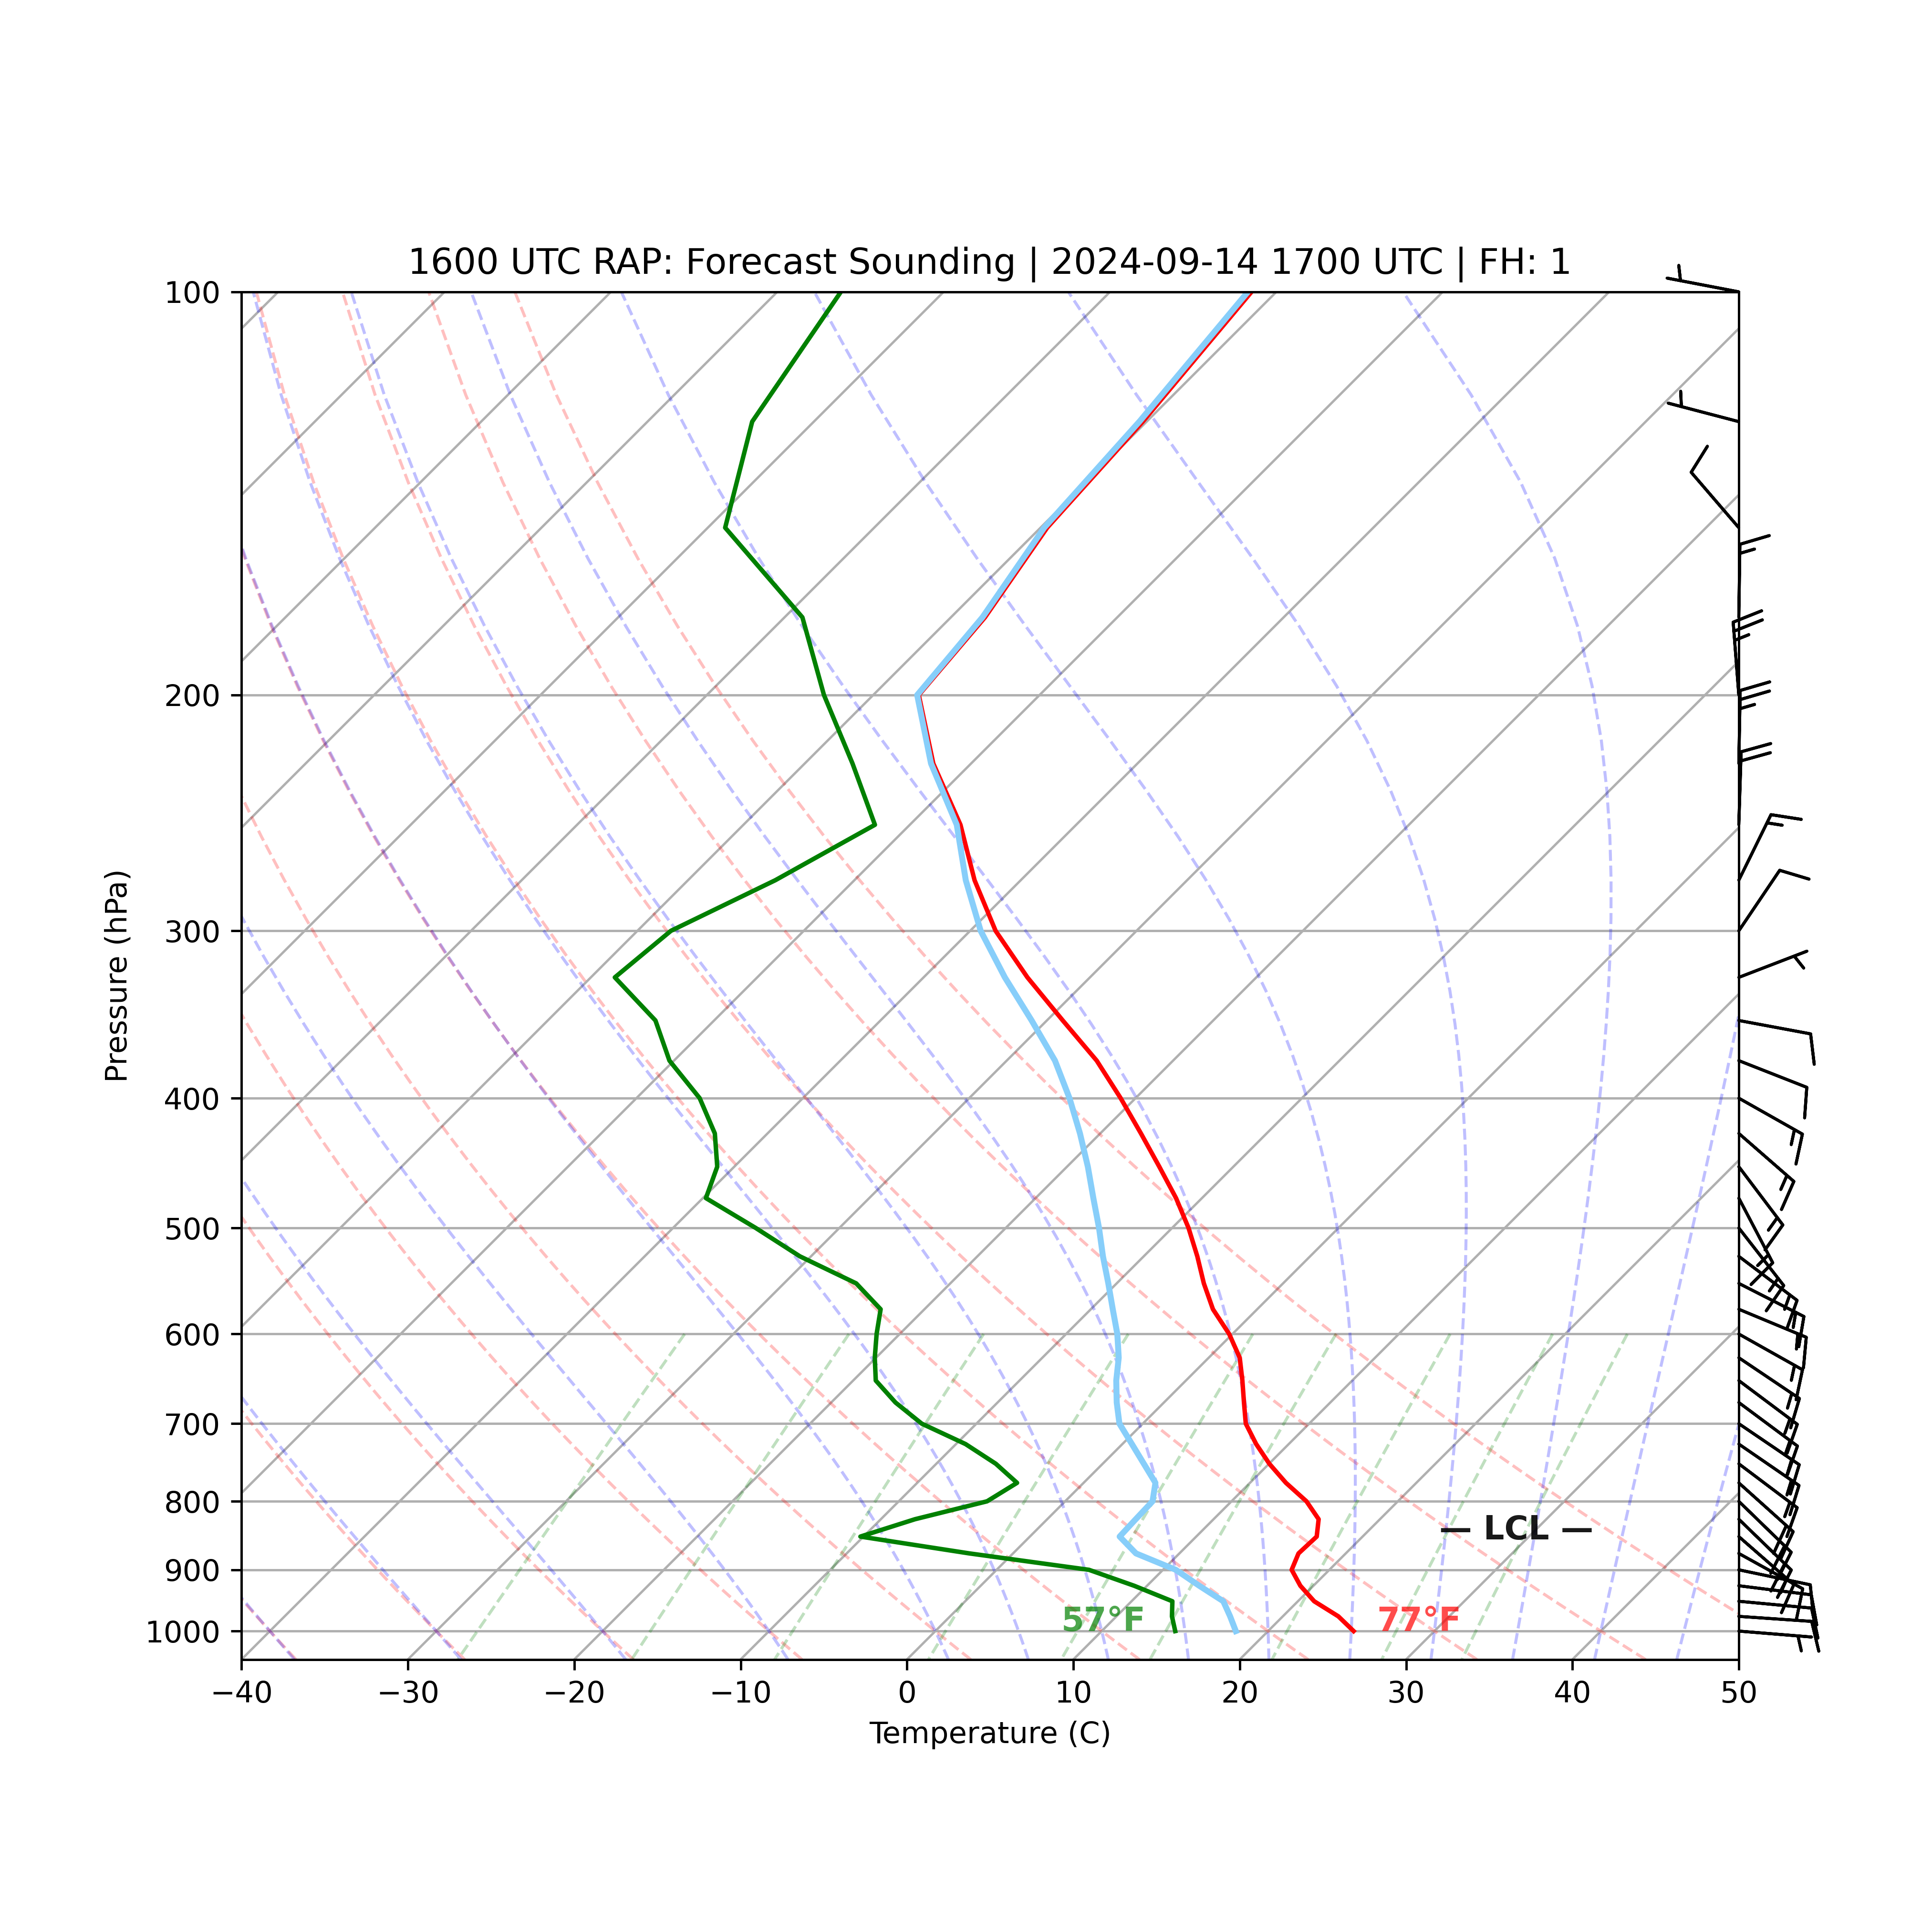 1600 UTC RAP: Forecast Sounding | 2024-09-14 1700 UTC | FH: 1
100
200
300
400
500
600
700
800
900
1000
Pressure (hPa)
— LCL —
57°F
77°F
−40 −30 −20 −10 0 10 20 30 40 50
Temperature (C)